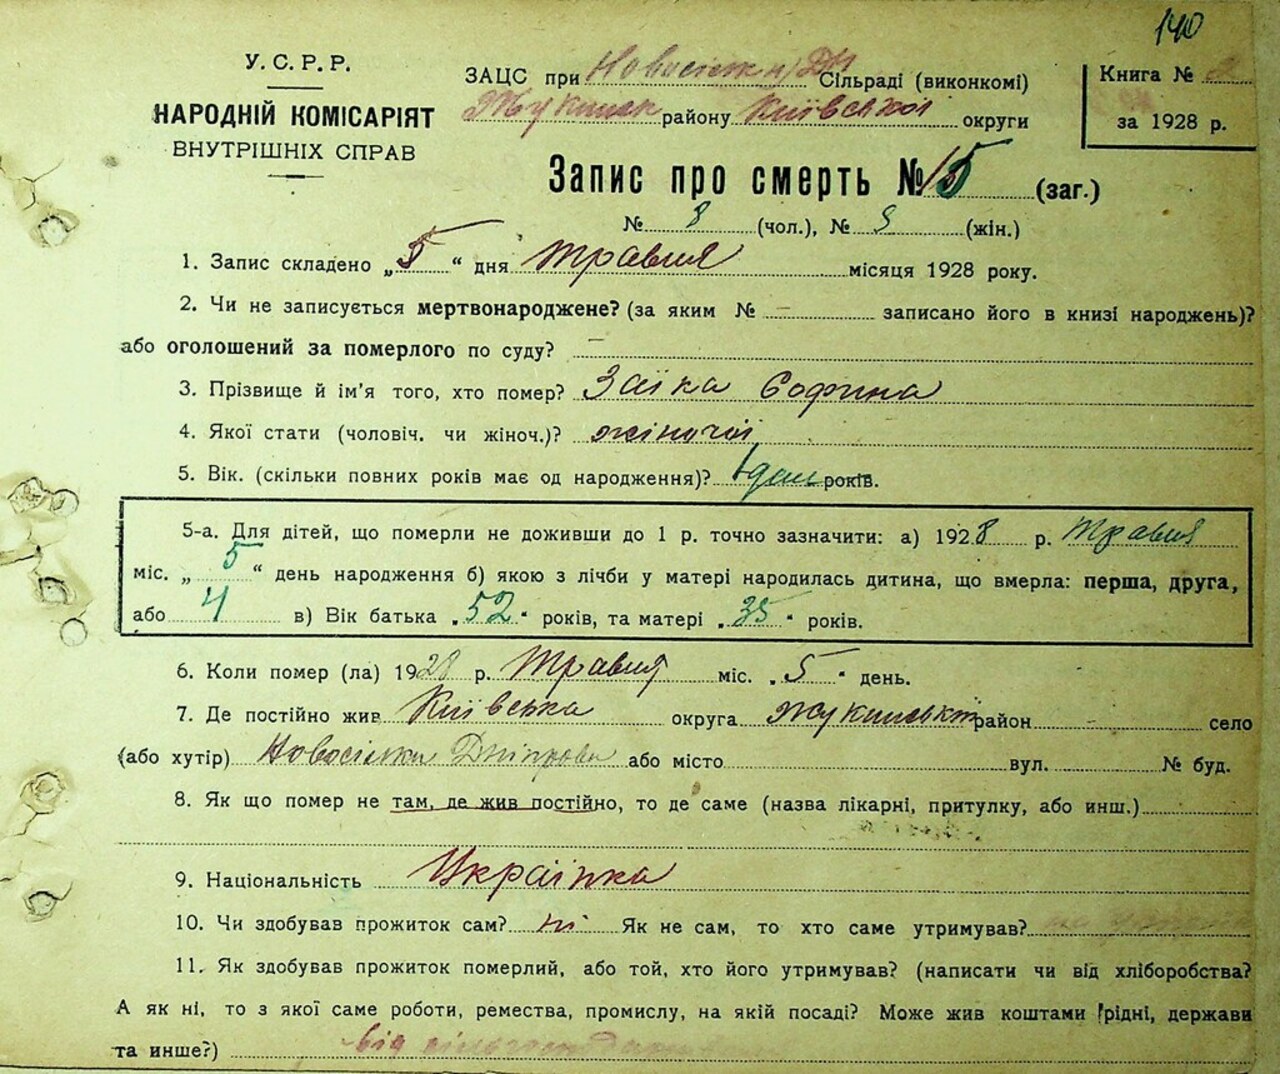 140
У. С. Р. Р.
НАРОДНІЙ КОМІСАРІЯТ
ВНУТРІШНІХ СПРАВ
ЗАЦС при Новосілк н/Дн Сільраді (виконкомі)
Жукинськ району Київської округи
Книга № 2
за 1928 р.
Запис про смерть № 15 (заг.)
№ 8 (чол.), № (жін.)
1. Запис складено „5“ дня травня місяця 1928 року.
2. Чи не записується мертвонароджене? (за яким № – записано його в книзі народжень)?
або оголошений за померлого по суду? –
3. Прізвище й ім'я того, хто помер? Заїка Софина
4. Якої стати (чоловіч. чи жіноч.)? жіночої
5. Вік. (скільки повних років має од народження)? 1 ден років.
5-а. Для дітей, що померли не доживши до 1 р. точно зазначити: а) 1928 р. травня
міс. „5“ день народження б) якою з лічби у матері народилась дитина, що вмерла: перша, друга,
або 4 в) Вік батька „52“ років, та матері „35“ років.
6. Коли помер (ла) 1928 р. травня міс. „5“ день.
7. Де постійно жив Київська округа Жукинський район – село
(або хутір) Новосілки Дніпрови або місто вул. № буд.
8. Як що помер не там, де жив постійно, то де саме (назва лікарні, притулку, або инш.)
9. Національність Українка
10. Чи здобував прожиток сам? ні Як не сам, то хто саме утримував?
11. Як здобував прожиток померлий, або той, хто його утримував? (написати чи від хліборобства?
А як ні, то з якої саме роботи, ремества, промислу, на якій посаді? Може жив коштами рідні, держави
та инше?) від